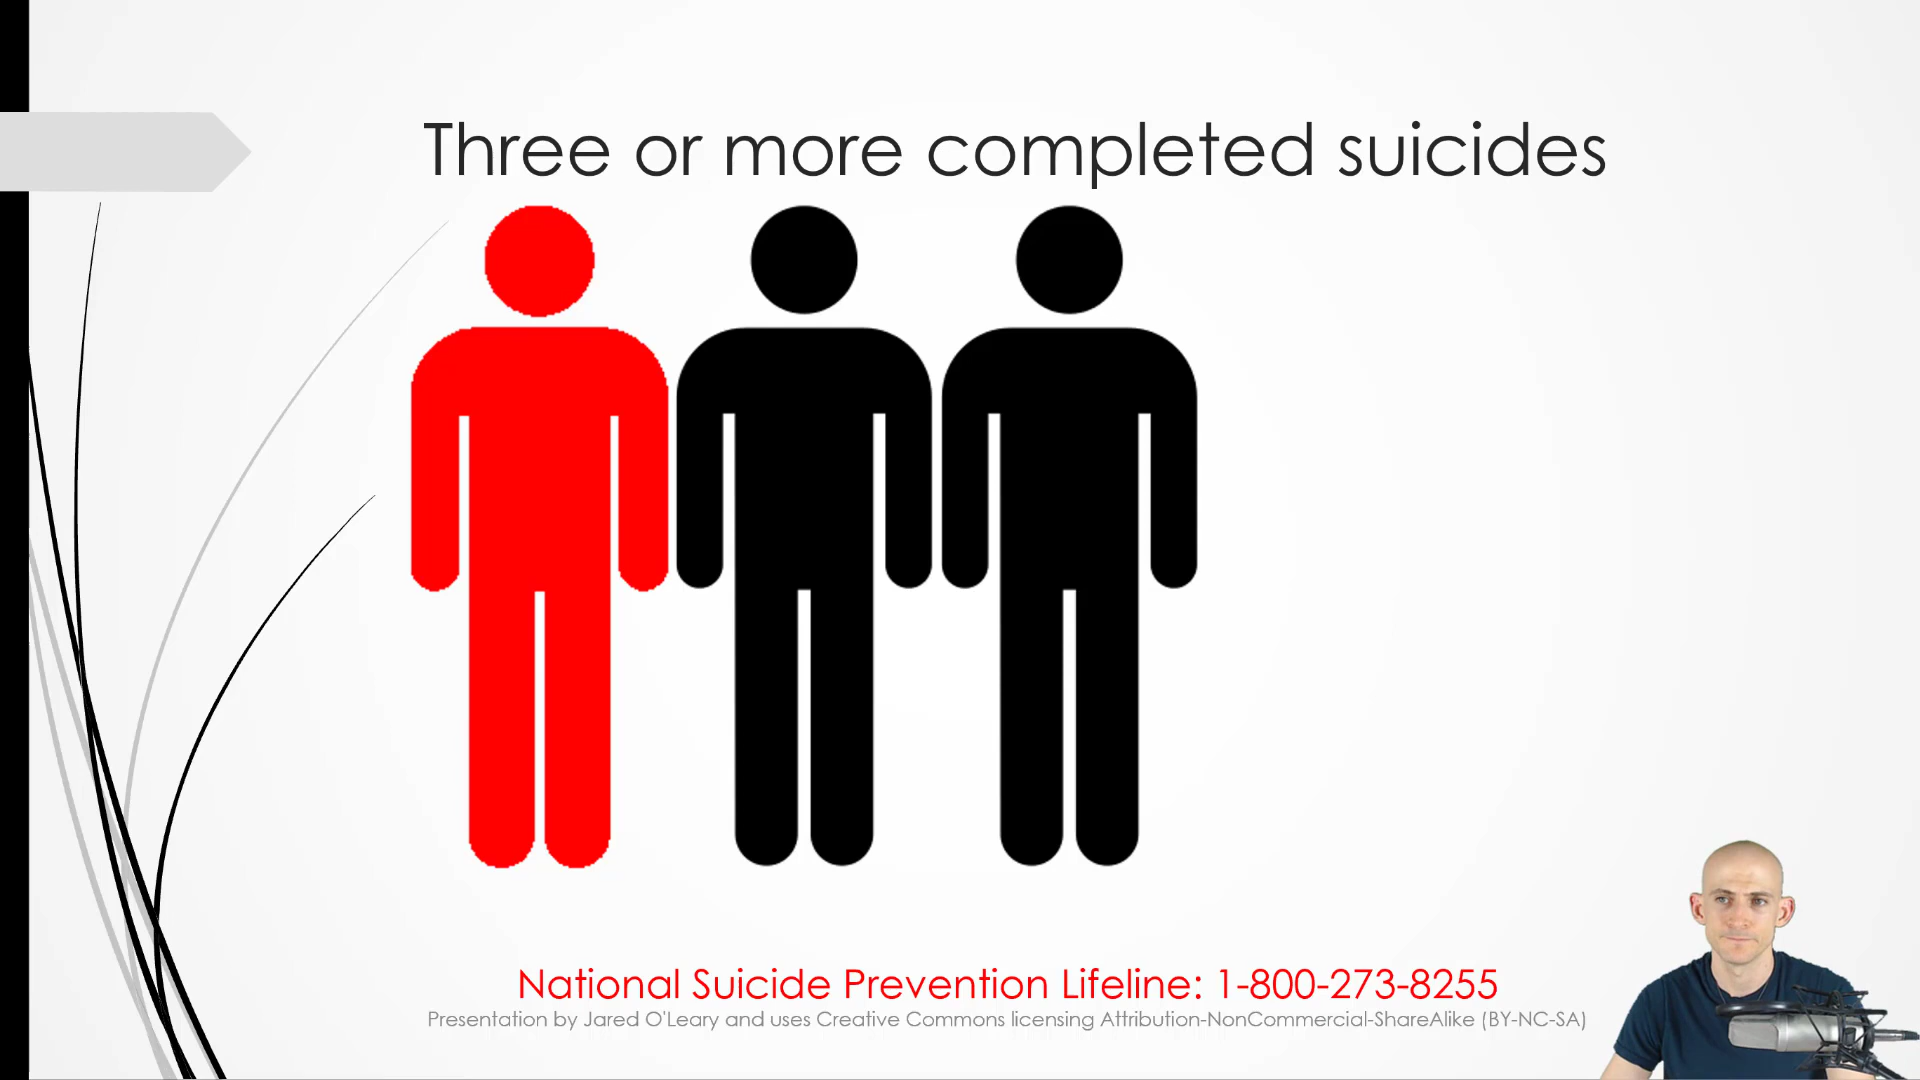 Three or more completed suicides
National Suicide Prevention Lifeline: 1-800-273-8255
Presentation by Jared O'Leary and uses Creative Commons licensing Attribution-NonCommercial-ShareAlike (BY-NC-SA)